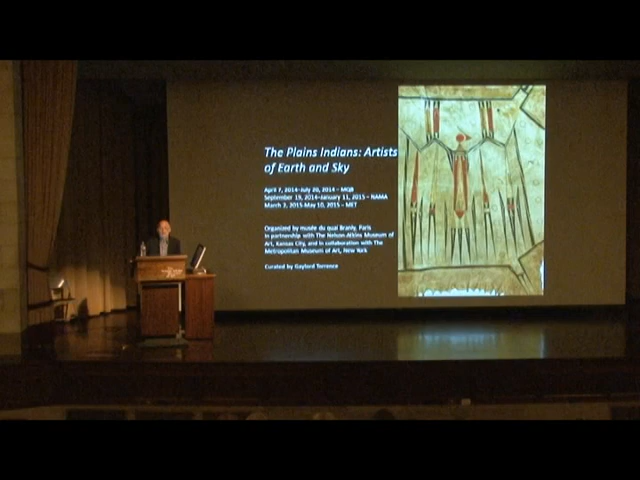 The Plains Indians: Artists
of Earth and Sky
April 7, 2014-July 20, 2014 – MQB
September 19, 2014-January 11, 2015 – NAMA
March 2, 2015-May 10, 2015 – MET
Organized by musée du quai Branly, Paris
In partnership with The Nelson-Atkins Museum of
Art, Kansas City, and in collaboration with The
Metropolitan Museum of Art, New York
Curated by Gaylord Torrence